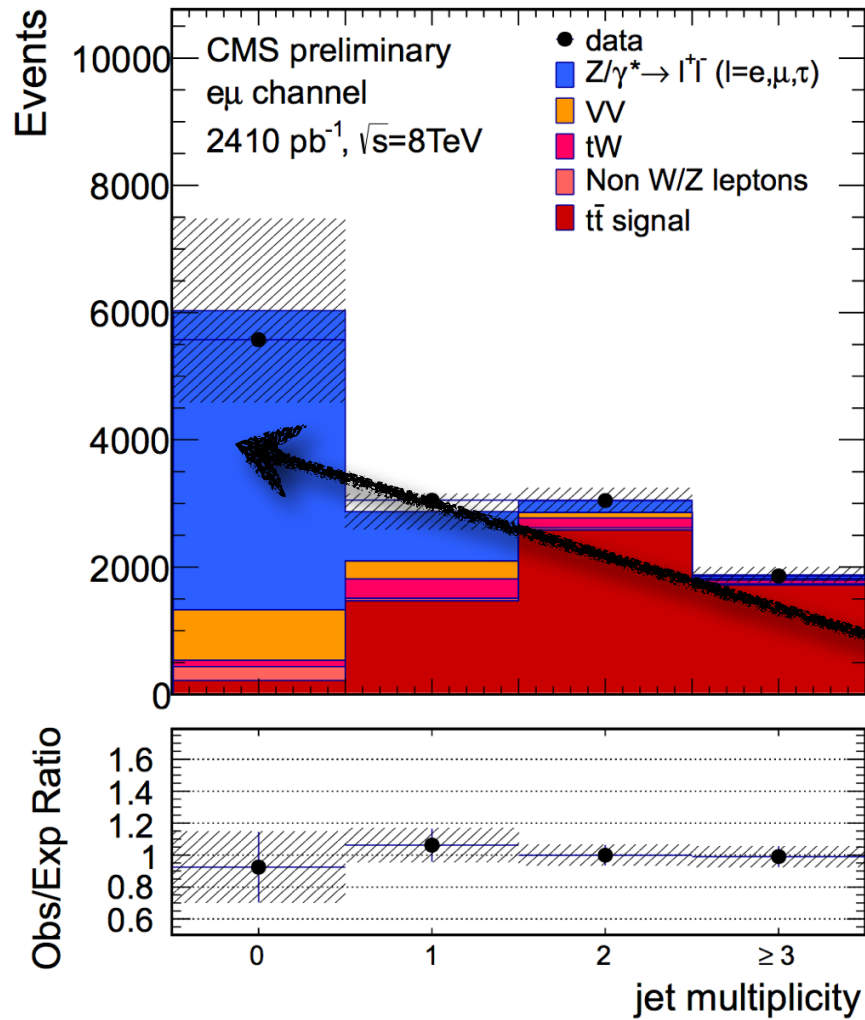 Events
10000
8000
6000
4000
2000
0
CMS preliminary
eμ channel
2410 pb⁻¹, √s=8TeV
data
Z/γ*→ l⁺l⁻ (l=e,μ,τ)
VV
tW
Non W/Z leptons
tt̄ signal
Obs/Exp Ratio
1.6
1.4
1.2
1
0.8
0.6
0 1 2 ≥ 3
jet multiplicity